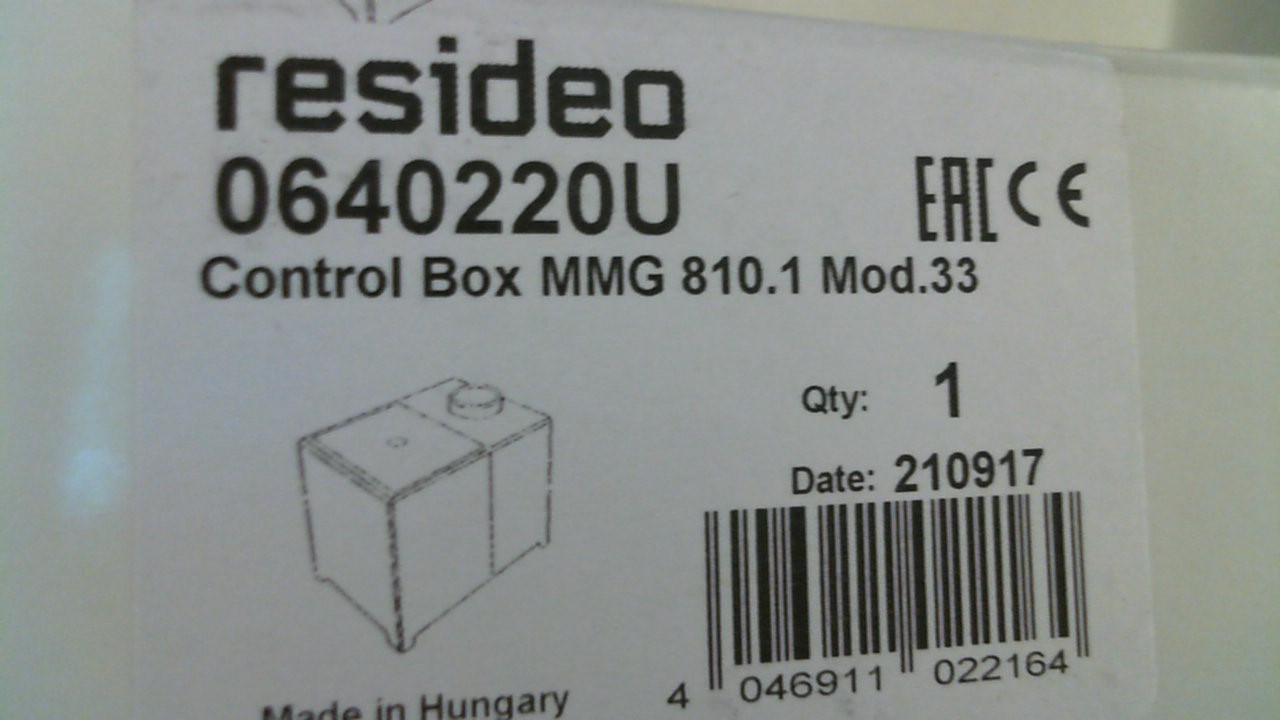 resideo
0640220U
EAC CE
Control Box MMG 810.1 Mod.33
Qty: 1
Date: 210917
4 046911 022164
Made in Hungary